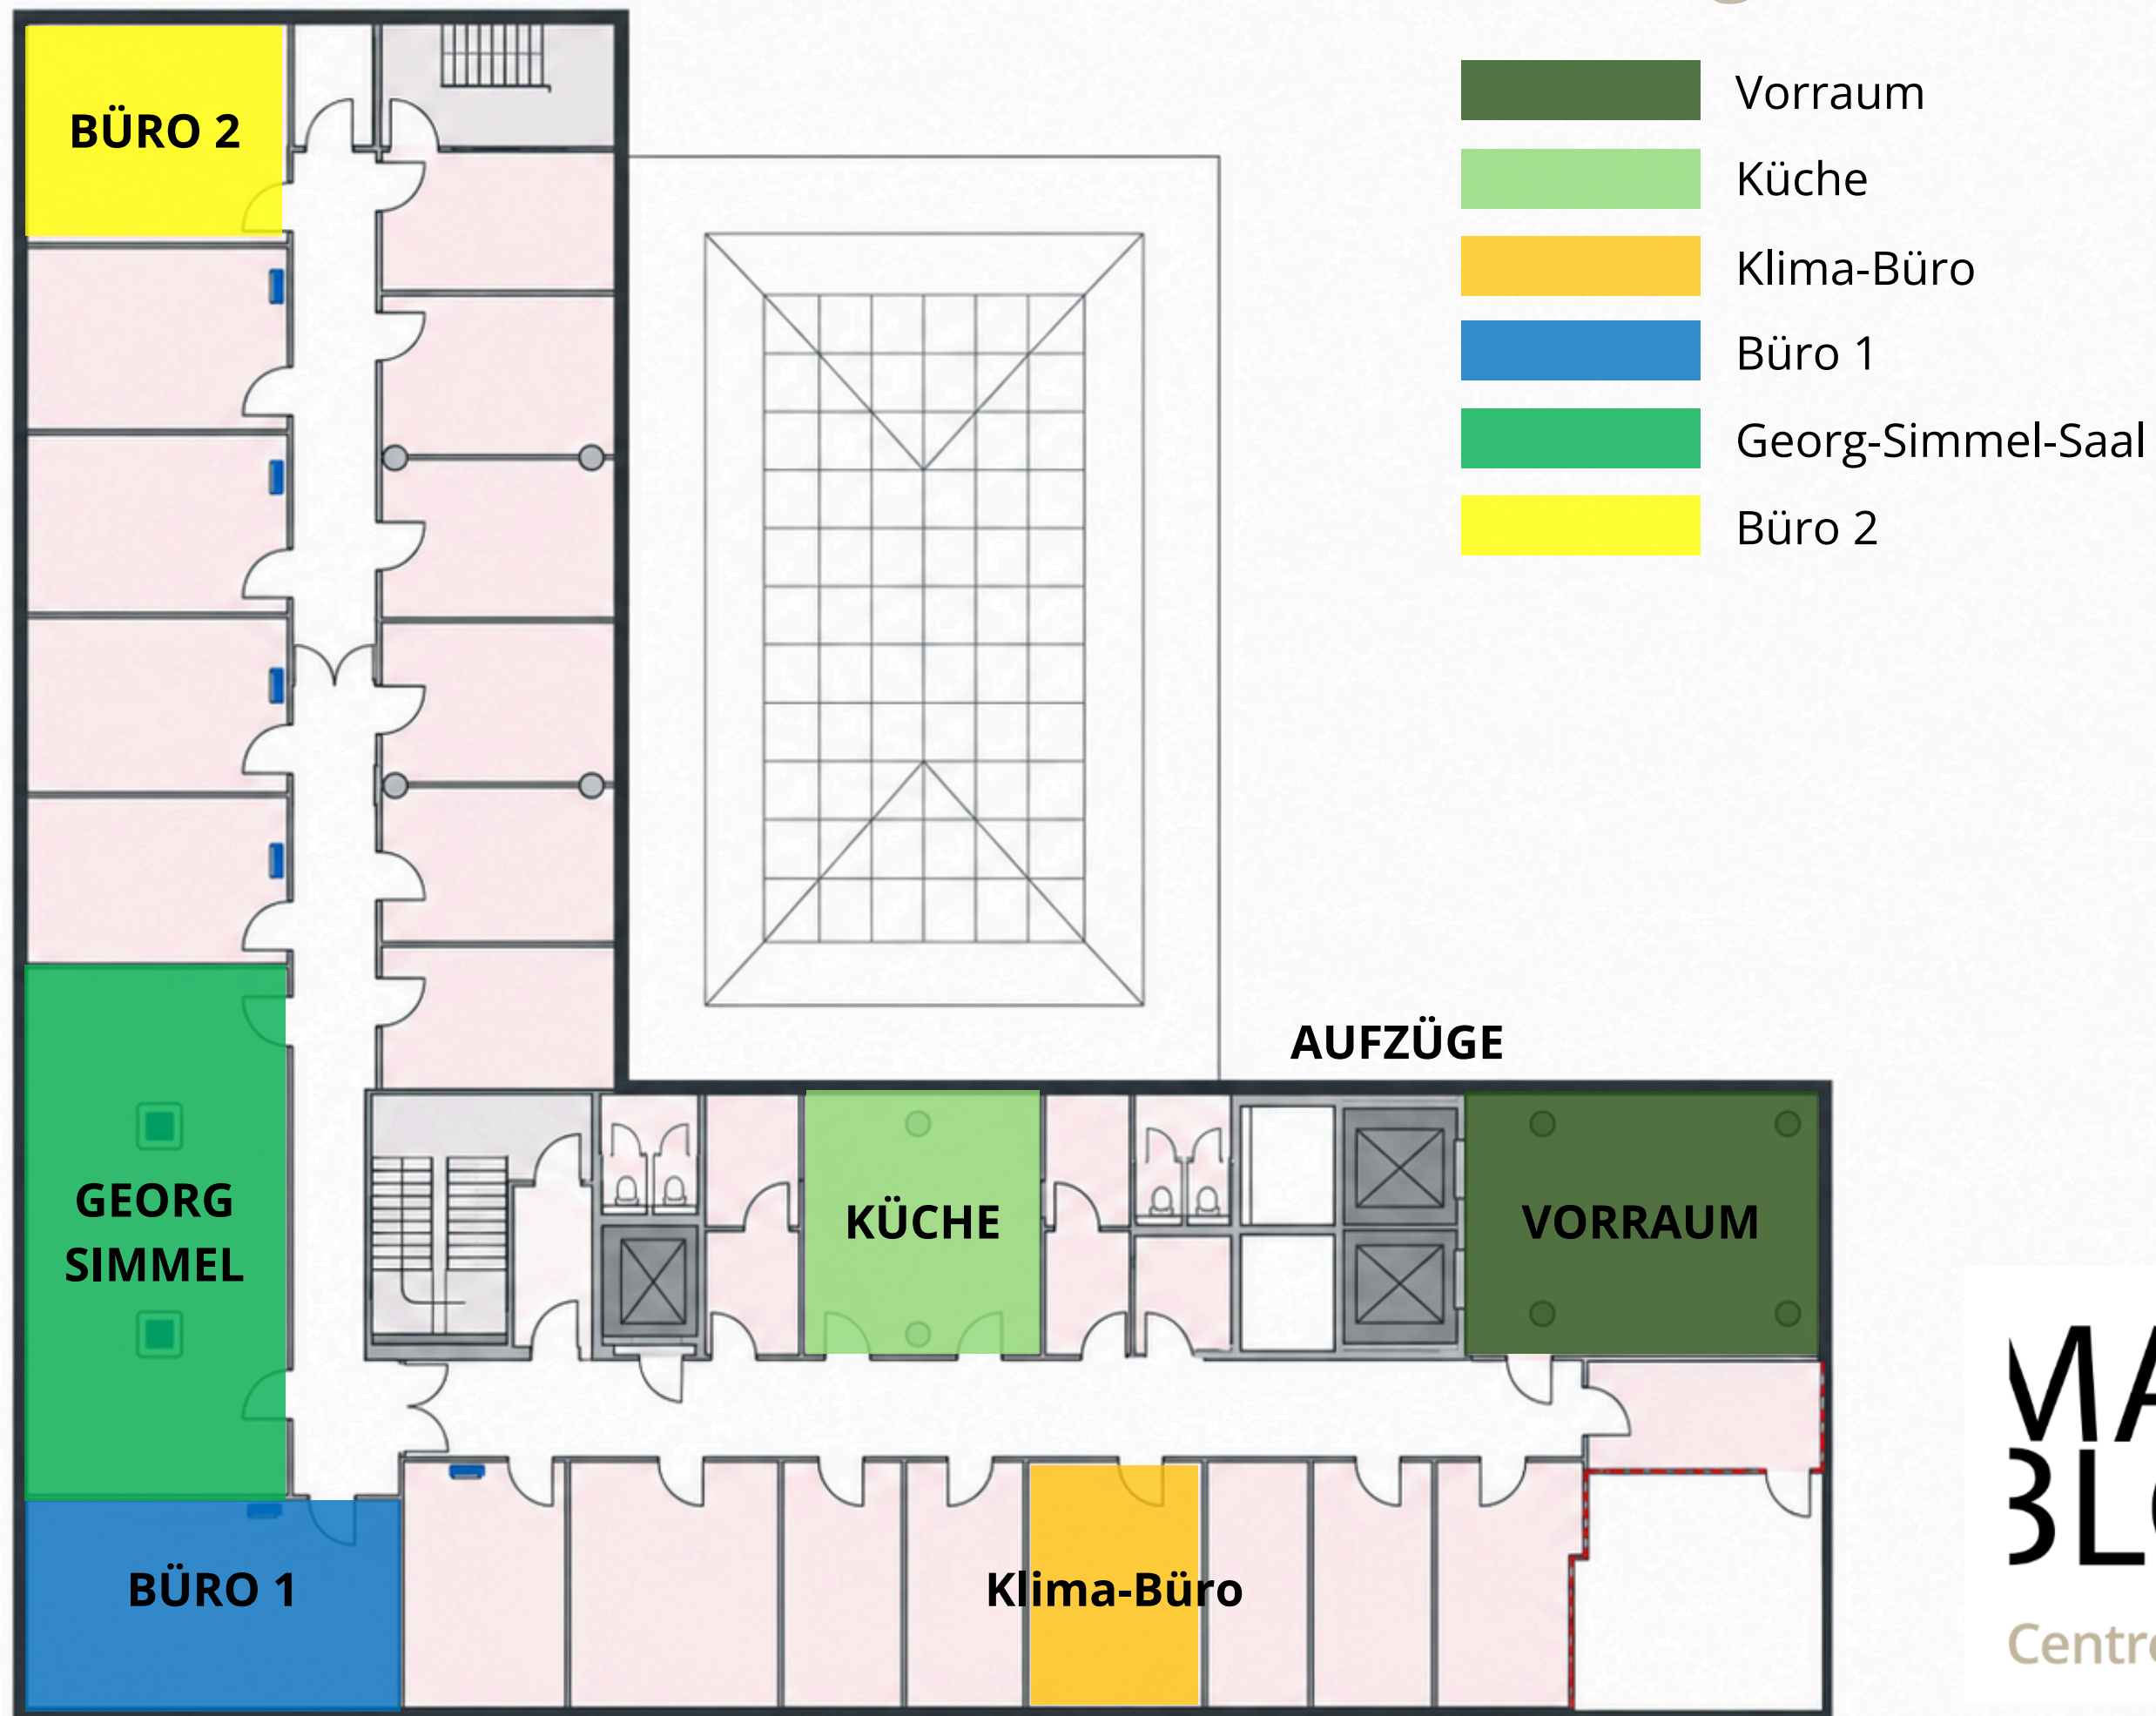 Vorraum
Küche
Klima-Büro
Büro 1
Georg-Simmel-Saal
Büro 2
BÜRO 2
AUFZÜGE
GEORG
SIMMEL
KÜCHE
VORRAUM
BÜRO 1
Klima-Büro